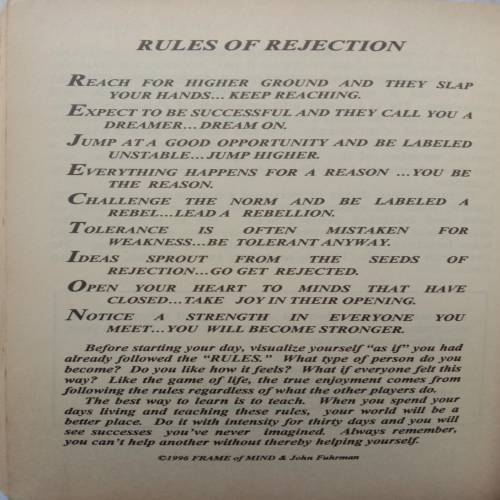 RULES OF REJECTION
REACH FOR HIGHER GROUND AND THEY SLAP
YOUR HANDS... KEEP REACHING.
EXPECT TO BE SUCCESSFUL AND THEY CALL YOU A
DREAMER... DREAM ON.
JUMP AT A GOOD OPPORTUNITY AND BE LABELED
UNSTABLE... JUMP HIGHER.
EVERYTHING HAPPENS FOR A REASON ...YOU BE
THE REASON.
CHALLENGE THE NORM AND BE LABELED A
REBEL...LEAD A REBELLION.
TOLERANCE IS OFTEN MISTAKEN FOR
WEAKNESS...BE TOLERANT ANYWAY.
IDEAS SPROUT FROM THE SEEDS OF
REJECTION...GO GET REJECTED.
OPEN YOUR HEART TO MINDS THAT HAVE
CLOSED...TAKE JOY IN THEIR OPENING.
NOTICE A STRENGTH IN EVERYONE YOU
MEET...YOU WILL BECOME STRONGER.
Before starting your day, visualize yourself "as if" you had
already followed the "RULES." What type of person do you
become? Do you like how it feels? What if everyone felt this
way? Like the game of life, the true enjoyment comes from
following the rules regardless of what the other players do.
The best way to learn is to teach. When you spend your
days living and teaching these rules, your world will be a
better place. Do it with intensity for thirty days and you will
see successes you've never imagined. Always remember,
you can't help another without thereby helping yourself.
©1996 FRAME of MIND & John Fuhrman